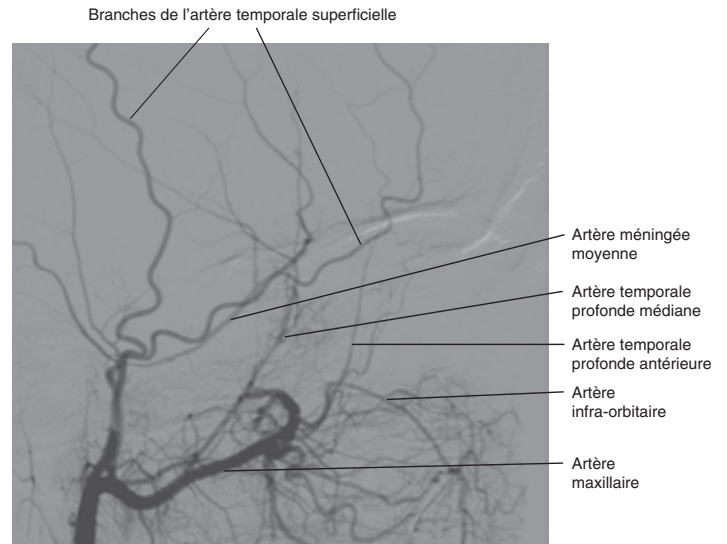 Branches de l'artère temporale superficielle
Artère méningée
moyenne
Artère temporale
profonde médiane
Artère temporale
profonde antérieure
Artère
infra-orbitaire
Artère
maxillaire